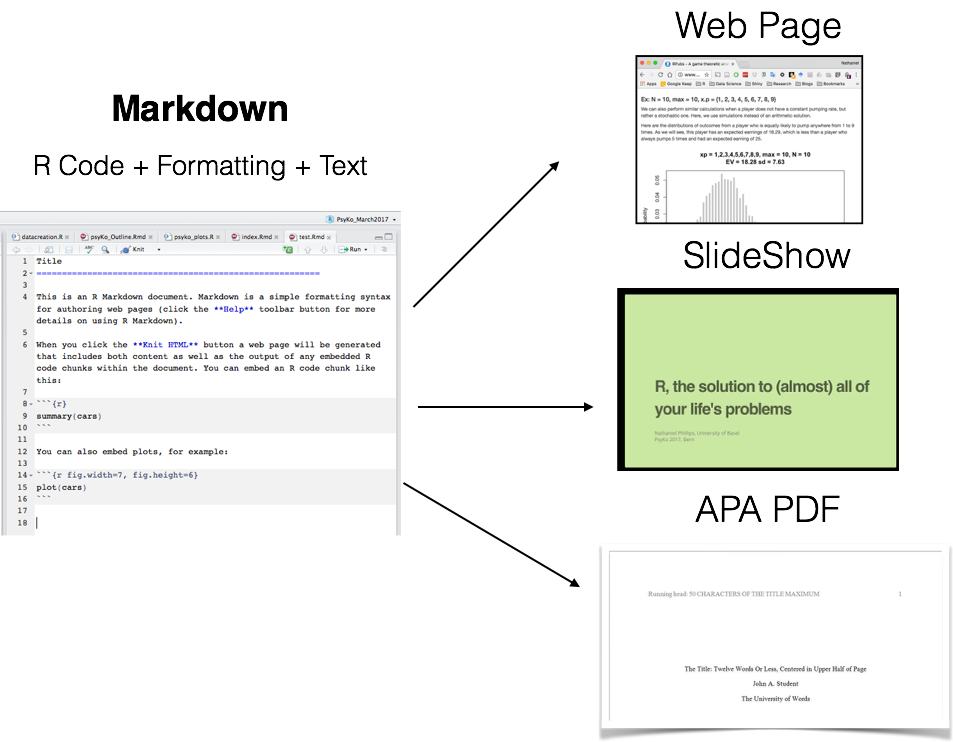 Markdown
R Code + Formatting + Text
PsyKo_March2017
datacreation.R
psyKo_Outline.Rmd
psyko_plots.R
index.Rmd
test.Rmd
ABC
Knit
Run
1 Title
2 =======================================================
3
4 This is an R Markdown document. Markdown is a simple formatting syntax
for authoring web pages (click the **Help** toolbar button for more
details on using R Markdown).
5
6 When you click the **Knit HTML** button a web page will be generated
that includes both content as well as the output of any embedded R
code chunks within the document. You can embed an R code chunk like
this:
7
8 ```{r}
9 summary(cars)
10 ```
11
12 You can also embed plots, for example:
13
14 ```{r fig.width=7, fig.height=6}
15 plot(cars)
16 ```
17
18
Web Page
RPubs - A game theoretic
Nathaniel
www...
Apps
Google Keep
R
Data Science
Shiny
Research
Blogs
Bookmarks
Ex: N = 10, max = 10, x.p = {1, 2, 3, 4, 5, 6, 7, 8, 9}
We can also perform similar calculations when a player does not have a constant pumping rate, but
rather a stochastic one. Here, we use simulations instead of an arithmetic solution.
Here are the distributions of outcomes from a player who is equally likely to pump anywhere from 1 to 9
times. As we will see, this player has an expected earnings of 18.29, which is less than a player who
always pumps 5 times and had an expected earning of 25.
xp = 1,2,3,4,5,6,7,8,9, max = 10, N = 10
EV = 18.28 sd = 7.63
0.05
0.04
0.03
SlideShow
R, the solution to (almost) all of
your life's problems
Nathaniel Phillips, University of Basel
PsyKo 2017, Bern
APA PDF
Running head: 50 CHARACTERS OF THE TITLE MAXIMUM 1
The Title: Twelve Words Or Less, Centered in Upper Half of Page
John A. Student
The University of Words